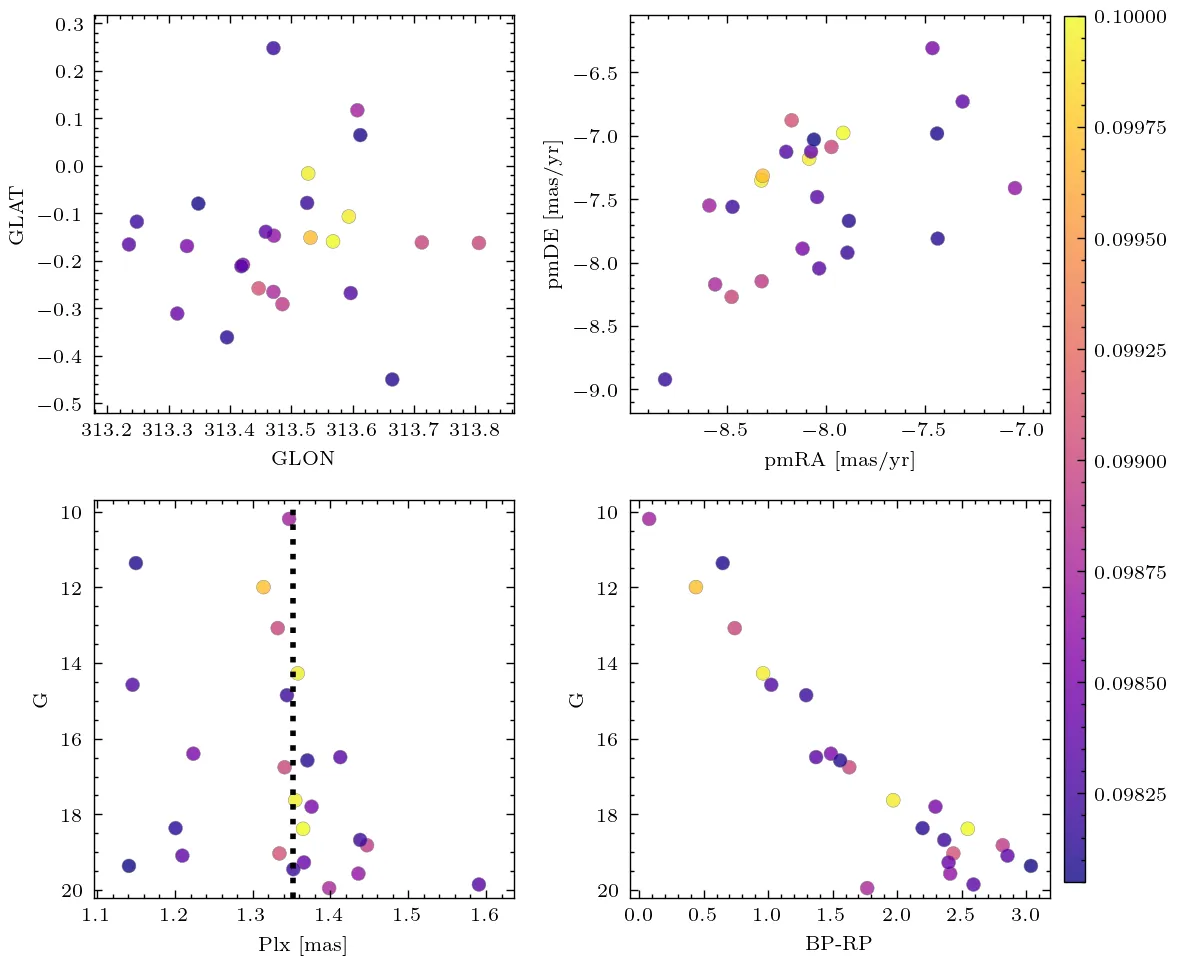 0.3
0.2
0.1
0.0
−0.1
−0.2
−0.3
−0.4
−0.5
GLAT
313.2 313.3 313.4 313.5 313.6 313.7 313.8
GLON
−6.5
−7.0
−7.5
−8.0
−8.5
−9.0
pmDE [mas/yr]
−8.5 −8.0 −7.5 −7.0
pmRA [mas/yr]
10
12
14
16
18
20
G
1.1 1.2 1.3 1.4 1.5 1.6
Plx [mas]
10
12
14
16
18
20
G
0.0 0.5 1.0 1.5 2.0 2.5 3.0
BP-RP
0.10000
0.09975
0.09950
0.09925
0.09900
0.09875
0.09850
0.09825